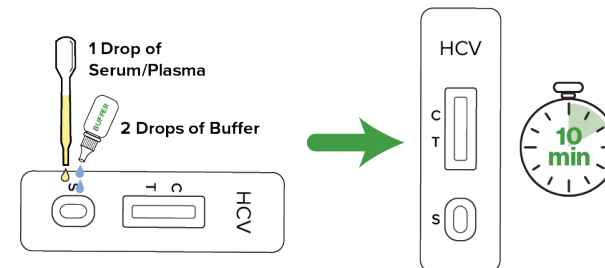 1 Drop of
Serum/Plasma
BUFFER
2 Drops of Buffer
S
T
C
HCV
HCV
C
T
S
10
min